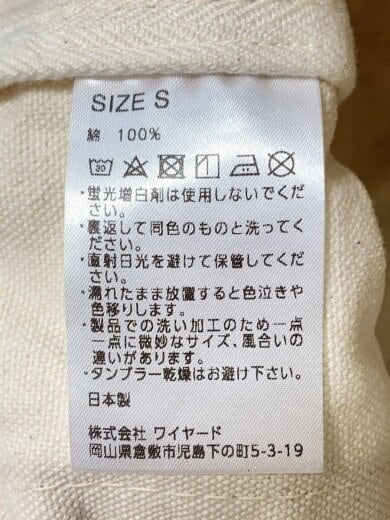 SIZE S
綿 100%
30
・蛍光増白剤は使用しないでくだ
さい。
・裏返して同色のものと洗ってく
ださい。
・直射日光を避けて保管してくだ
さい。
・濡れたまま放置すると色泣きや
色移りします。
・製品での洗い加工のため一点
一点に微妙なサイズ、風合いの
違いがあります。
・タンブラー乾燥はお避け下さい。
日本製
株式会社 ワイヤード
岡山県倉敷市児島下の町5-3-19